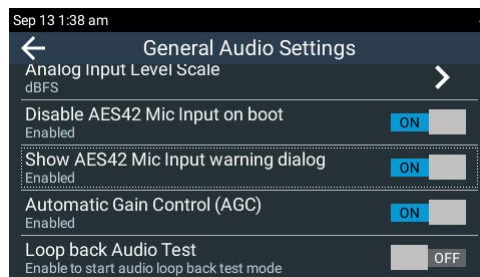 Sep 13 1:38 am
General Audio Settings
Analog Input Level Scale
dBFS
Disable AES42 Mic Input on boot
Enabled
ON
Show AES42 Mic Input warning dialog
Enabled
ON
Automatic Gain Control (AGC)
Enabled
ON
Loop back Audio Test
Enable to start audio loop back test mode
OFF